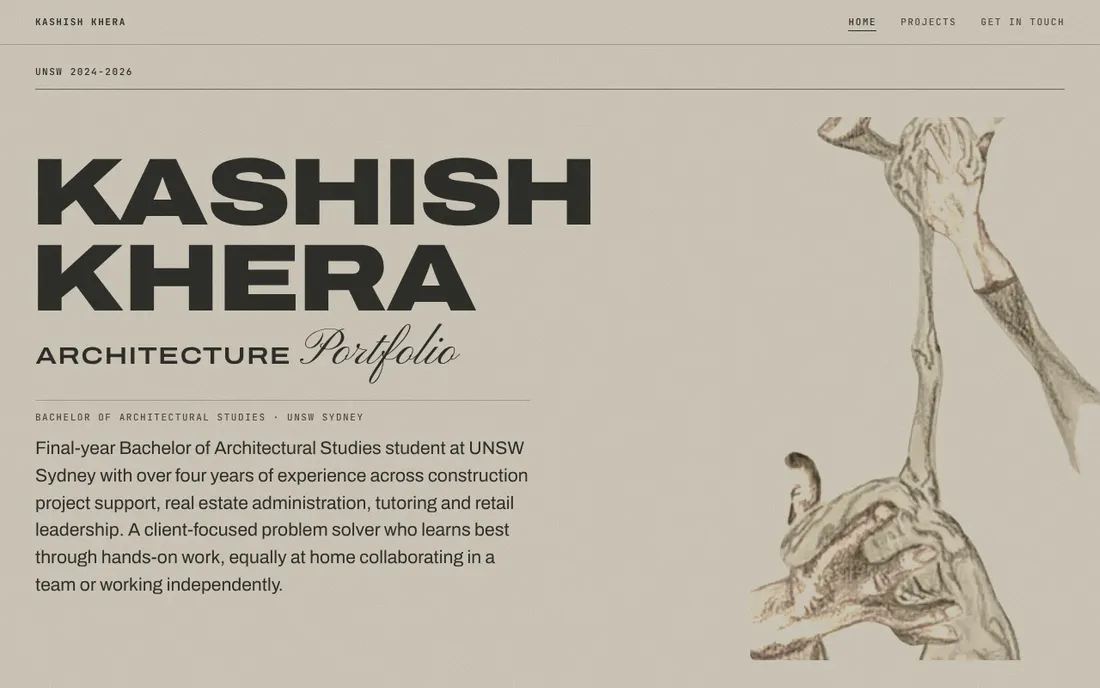 KASHISH KHERA
HOME PROJECTS GET IN TOUCH
UNSW 2024-2026
KASHISH
KHERA
ARCHITECTURE Portfolio
BACHELOR OF ARCHITECTURAL STUDIES · UNSW SYDNEY
Final-year Bachelor of Architectural Studies student at UNSW
Sydney with over four years of experience across construction
project support, real estate administration, tutoring and retail
leadership. A client-focused problem solver who learns best
through hands-on work, equally at home collaborating in a
team or working independently.